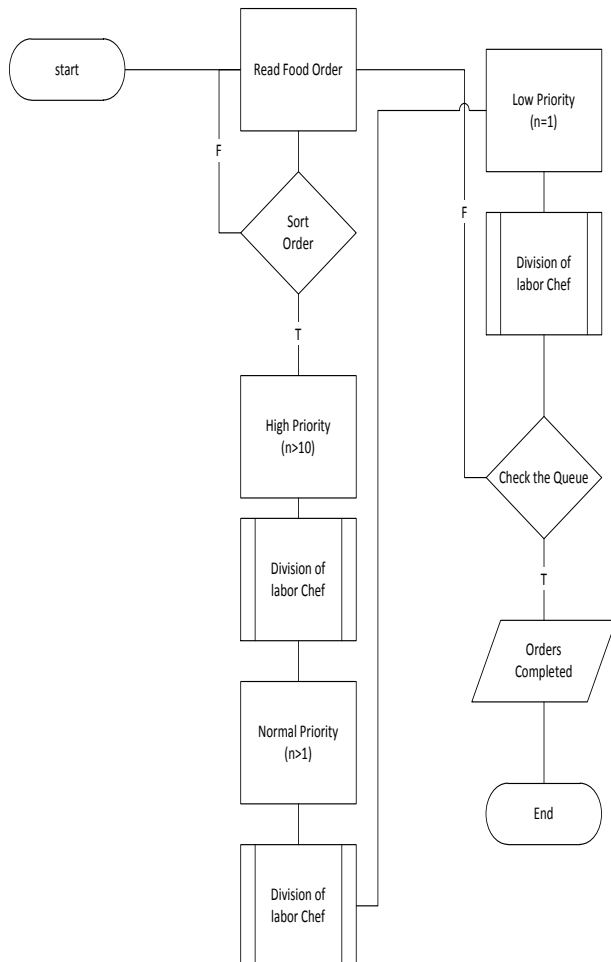 start
Read Food Order
F
Sort
Order
T
High Priority
(n>10)
Division of
labor Chef
Normal Priority
(n>1)
Division of
labor Chef
Low Priority
(n=1)
Division of
labor Chef
F
Check the Queue
T
Orders
Completed
End